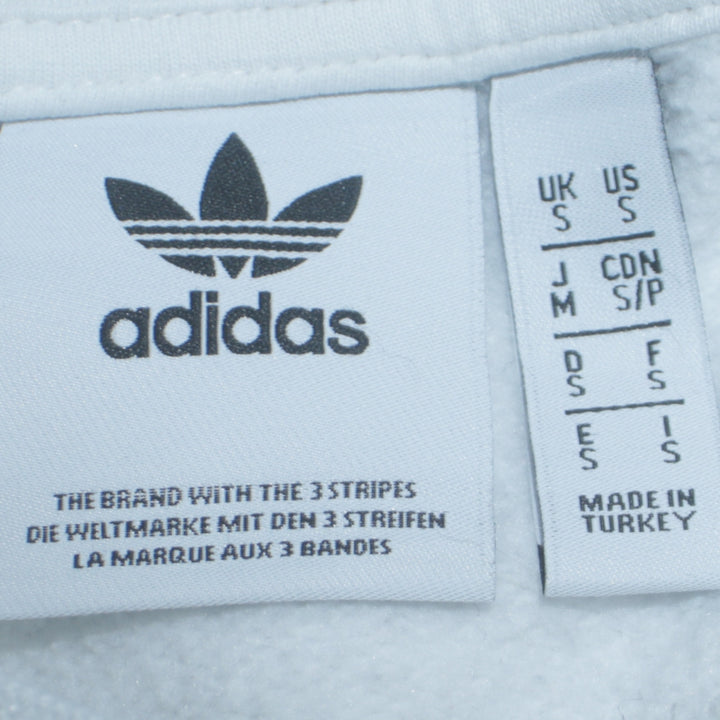 adidas
THE BRAND WITH THE 3 STRIPES
DIE WELTMARKE MIT DEN 3 STREIFEN
LA MARQUE AUX 3 BANDES
UK US
S S
J CDN
M S/P
D F
S S
E I
S S
MADE IN
TURKEY